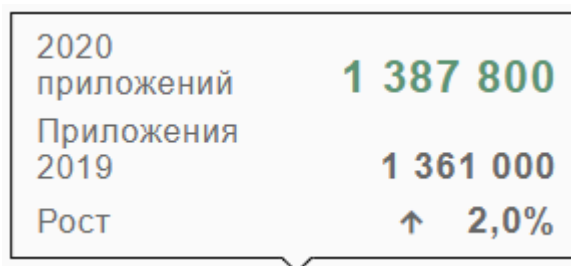 2020
приложений 1 387 800
Приложения
2019 1 361 000
Рост ↑ 2,0%